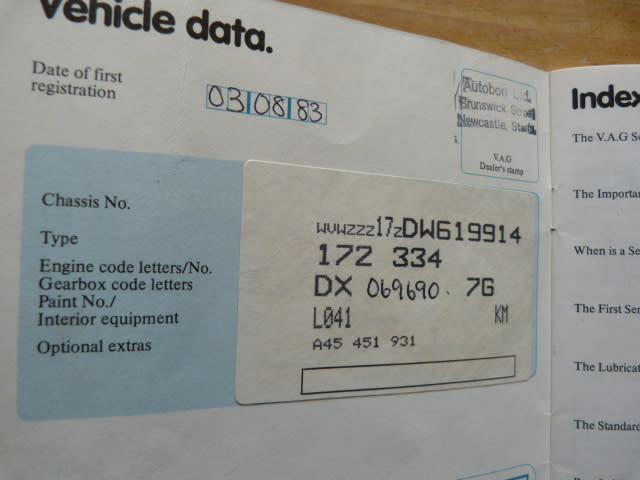 Vehicle data.
Date of first
registration
03 08 83
Autobon Ltd.
Brunswick Street
Newcastle, Staffs
V.A.G
Dealer's stamp
Chassis No.
WVWZZZ17ZDW619914
Type
172 334
Engine code letters/No.
Gearbox code letters
DX 069690. 7G
Paint No./
Interior equipment
L041 KM
Optional extras
A45 451 931
Index
The V.A.G Se
The Importan
When is a Se
The First Ser
The Lubricat
The Standard